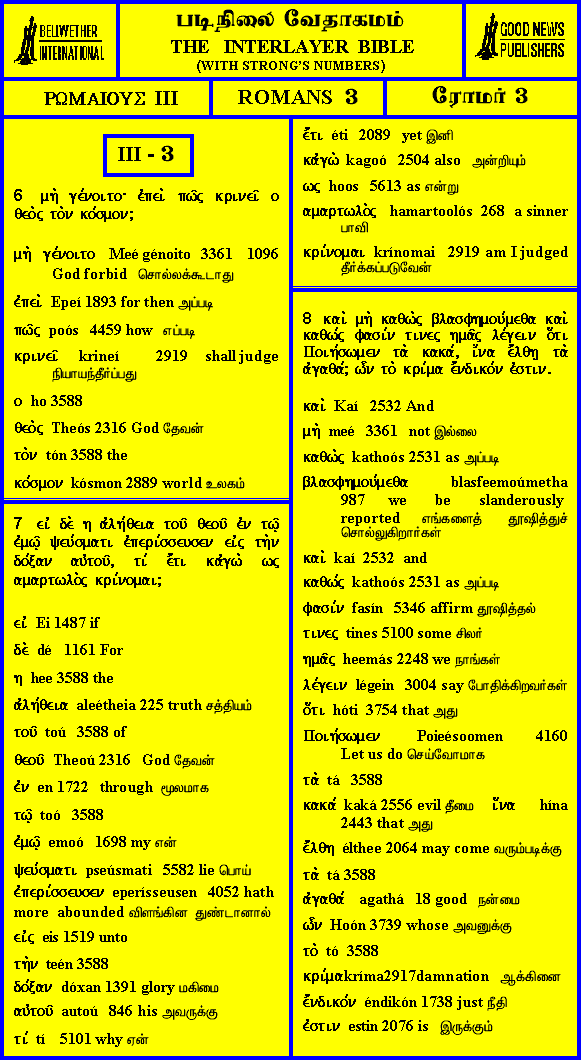 BELLWETHER
INTERNATIONAL
படிநிலை வேதாகமம்
THE INTERLAYER BIBLE
(WITH STRONG'S NUMBERS)
GOOD NEWS
PUBLISHERS
ΡΩΜΑΙΟΥΣ III
ROMANS 3
ரோமர் 3
III - 3
6 μὴ γένοιτο· ἐπεὶ πῶς κρινεῖ ο
θεὸς τὸν κόσμον;
μὴ γένοιτο Meé génoito 3361 1096
God forbid சொல்லக்கூடாது
ἐπεὶ Epeí 1893 for then அப்படி
πῶς poós 4459 how எப்படி
κρινεῖ krineí 2919 shall judge
நியாயந்தீர்ப்பது
ο ho 3588
θεὸς Theós 2316 God தேவன்
τὸν tón 3588 the
κόσμον kósmon 2889 world உலகம்
7 εἰ δὲ η ἀλήθεια τοῦ θεοῦ ἐν τῷ
ἐμῷ ψεύσματι ἐπερίσσευσεν εἰς τὴν
δόξαν αὐτοῦ, τί ἔτι κἀγὼ ως
αμαρτωλὸς κρίνομαι;
εἰ Ei 1487 if
δὲ dé 1161 For
η hee 3588 the
ἀλήθεια aleétheia 225 truth சத்தியம்
τοῦ toú 3588 of
θεοῦ Theoú 2316 God தேவன்
ἐν en 1722 through மூலமாக
τῷ toó 3588
ἐμῷ emoó 1698 my என்
ψεύσματι pseúsmati 5582 lie பொய்
ἐπερίσσευσεν eperísseusen 4052 hath
more abounded விளங்கின துண்டானால்
εἰς eis 1519 unto
τὴν teén 3588
δόξαν dóxan 1391 glory மகிமை
αὐτοῦ autoú 846 his அவருக்கு
τί tí 5101 why ஏன்
ἔτι éti 2089 yet இனி
κἀγὼ kagoó 2504 also அன்றியும்
ως hoos 5613 as என்று
αμαρτωλὸς hamartoolós 268 a sinner
பாவி
κρίνομαι krínomai 2919 am I judged
தீர்க்கப்படுவேன்
8 καὶ μὴ καθὼς βλασφημούμεθα καὶ
καθώς φασίν τινες ημᾶς λέγειν ὅτι
Ποιήσωμεν τὰ κακά, ἵνα ἔλθῃ τὰ
ἀγαθά; ὧν τὸ κρίμα ἔνδικόν ἐστιν.
καὶ Kaí 2532 And
μὴ meé 3361 not இல்லை
καθὼς kathoós 2531 as அப்படி
βλασφημούμεθα blasfeemoúmetha
987 we be slanderously
reported எங்களைத் தூஷித்துச்
சொல்லுகிறார்கள்
καὶ kaí 2532 and
καθώς kathoós 2531 as அப்படி
φασίν fasín 5346 affirm தூஷித்தல்
τινες tines 5100 some சிலர்
ημᾶς heemás 2248 we நாங்கள்
λέγειν légein 3004 say போதிக்கிறவர்கள்
ὅτι hóti 3754 that அது
Ποιήσωμεν Poieésoomen 4160
Let us do செய்வோமாக
τὰ tá 3588
κακά kaká 2556 evil தீமை ἵνα hína
2443 that அது
ἔλθῃ élthee 2064 may come வரும்படிக்கு
τὰ tá 3588
ἀγαθά agathá 18 good நன்மை
ὧν Hoón 3739 whose அவனுக்கு
τὸ tó 3588
κρίμαkríma2917damnation ஆக்கினை
ἔνδικόν éndikón 1738 just நீதி
ἐστιν estin 2076 is இருக்கும்